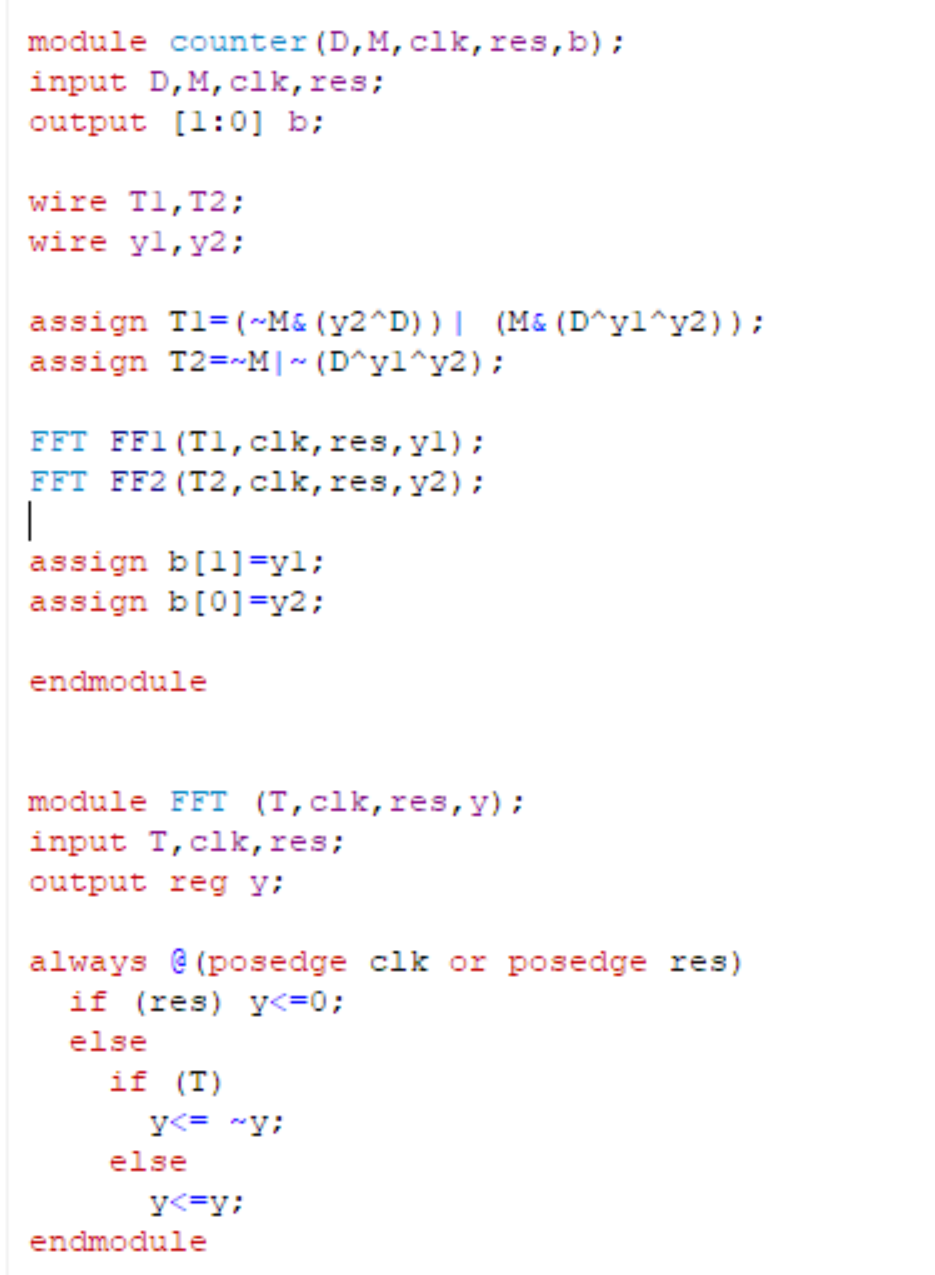 module counter(D,M,clk,res,b);
input D,M,clk,res;
output [1:0] b;
wire T1,T2;
wire y1,y2;
assign T1=(~M&(y2^D))| (M&(D^y1^y2));
assign T2=~M|~(D^y1^y2);
FFT FF1(T1,clk,res,y1);
FFT FF2(T2,clk,res,y2);
assign b[1]=y1;
assign b[0]=y2;
endmodule
module FFT (T,clk,res,y);
input T,clk,res;
output reg y;
always @(posedge clk or posedge res)
if (res) y<=0;
else
if (T)
y<= ~y;
else
y<=y;
endmodule